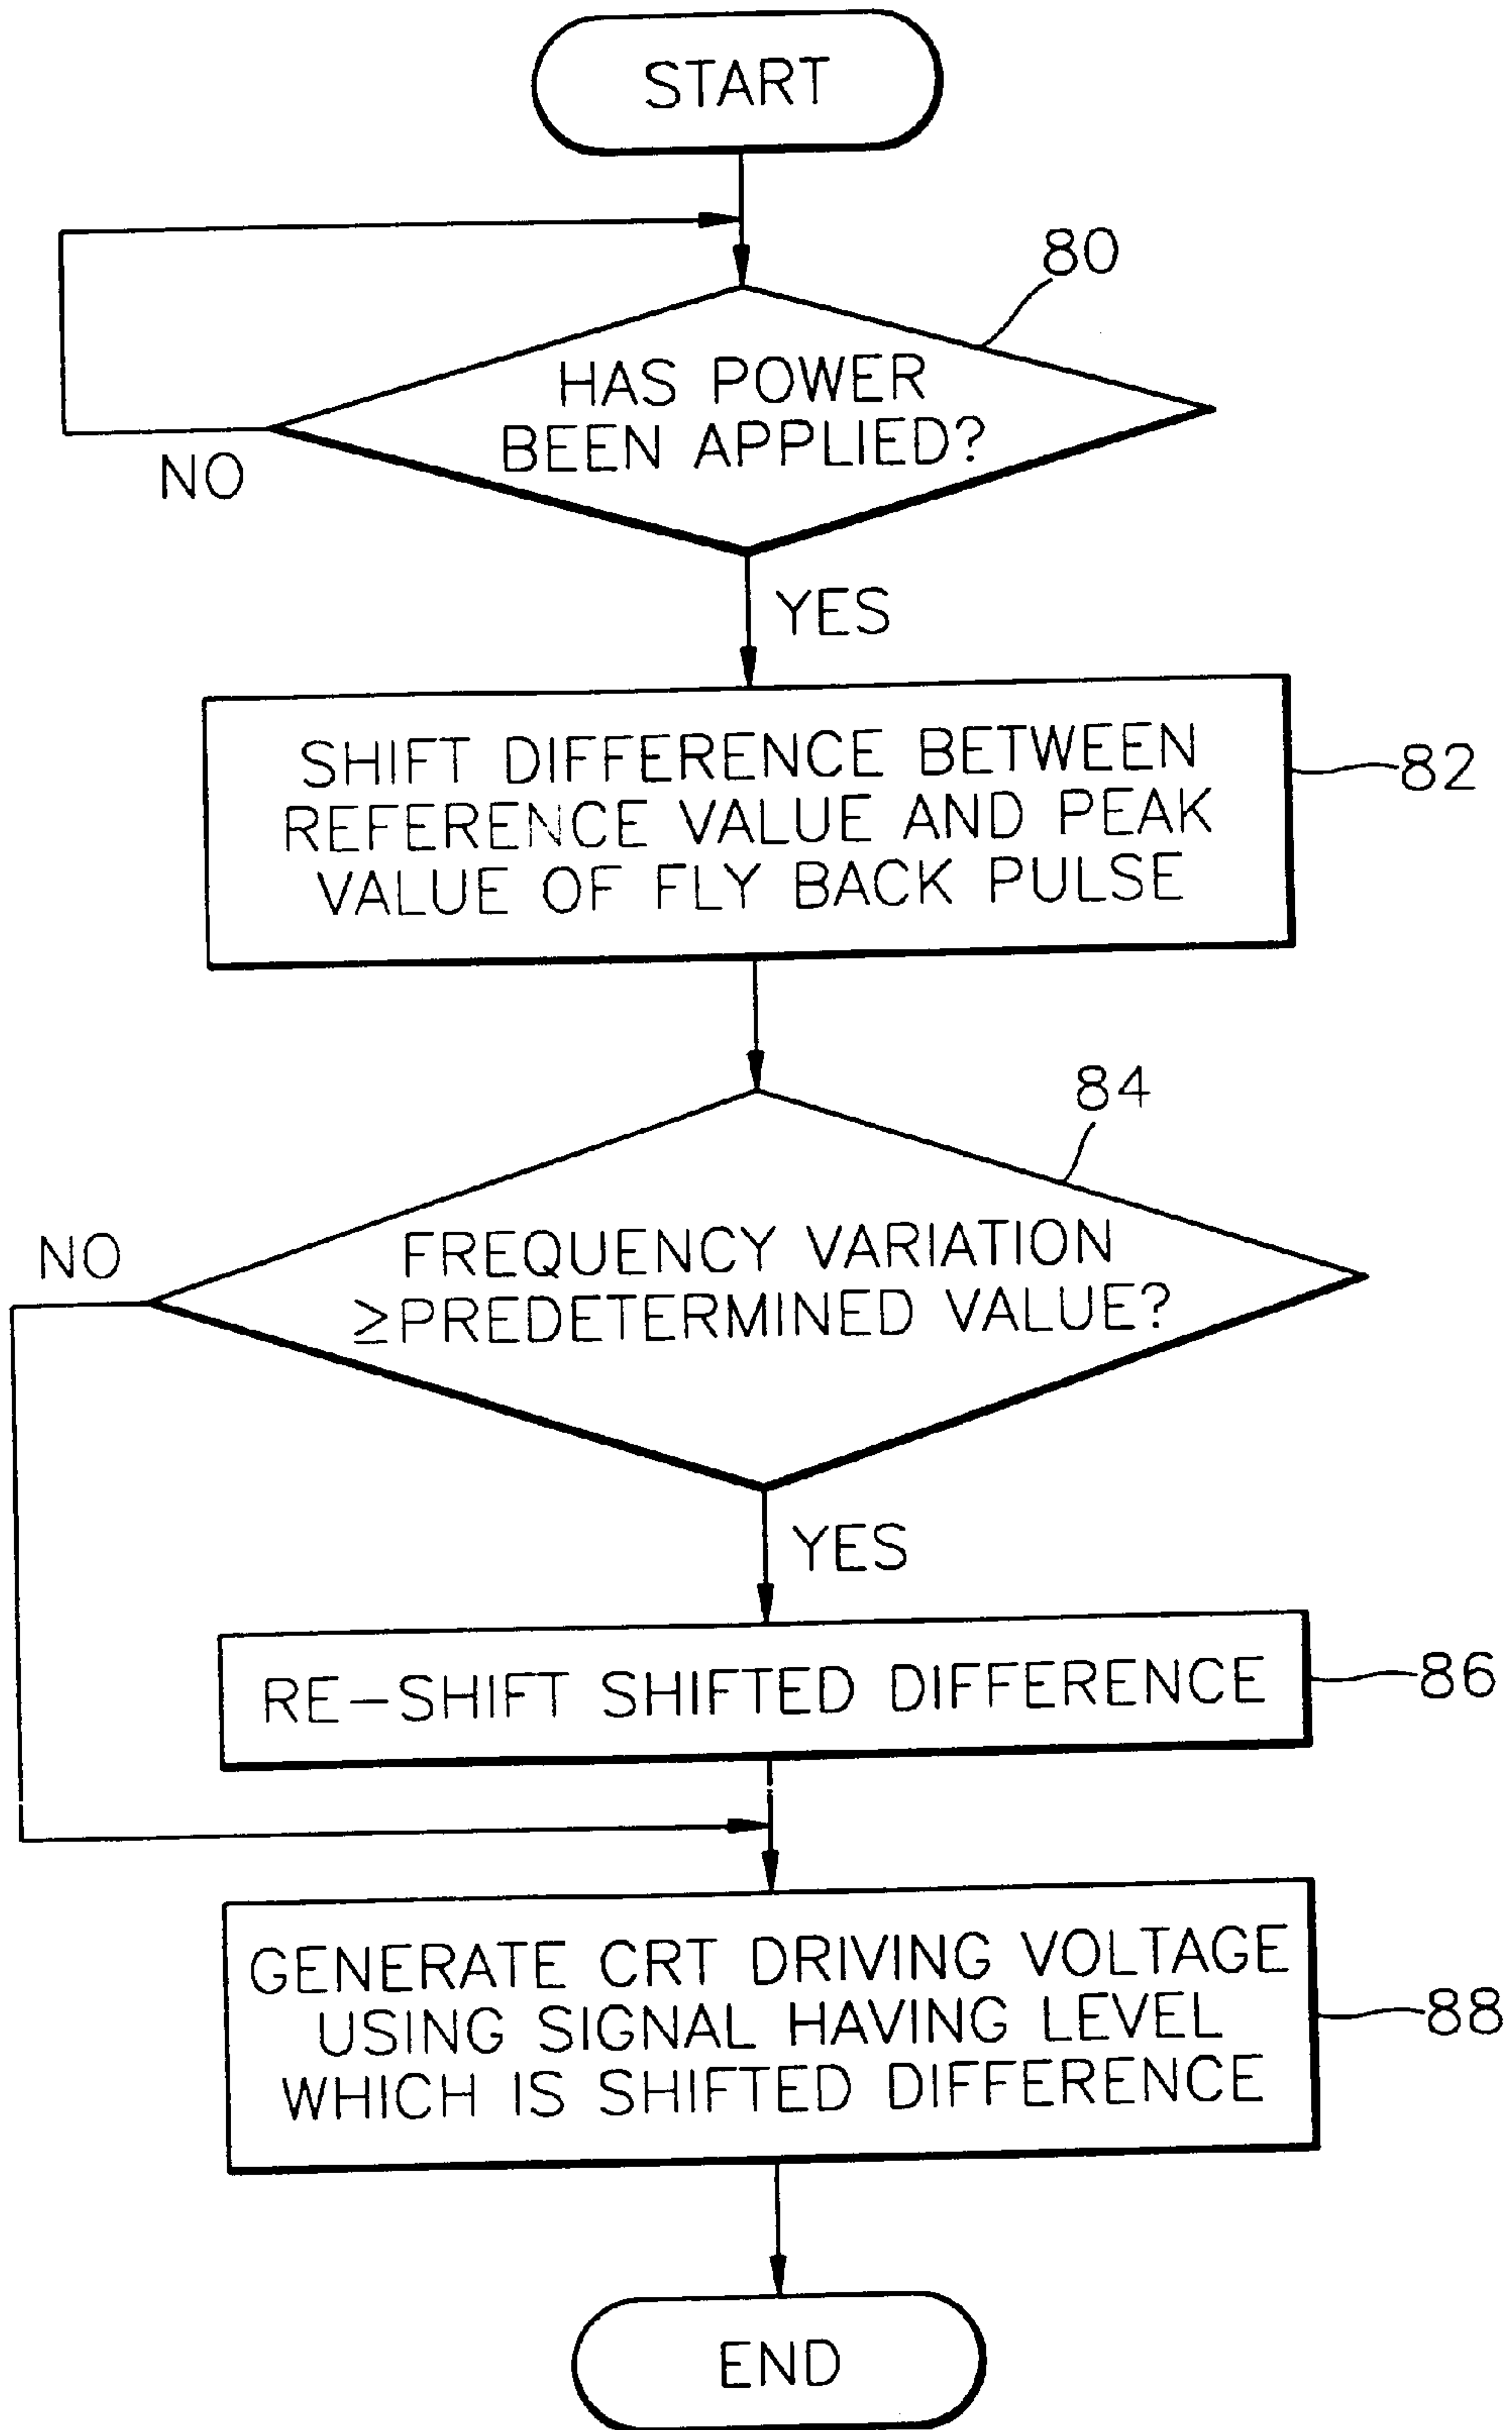 START
80
HAS POWER
BEEN APPLIED?
NO
YES
SHIFT DIFFERENCE BETWEEN
REFERENCE VALUE AND PEAK
VALUE OF FLY BACK PULSE
82
84
NO
FREQUENCY VARIATION
≥PREDETERMINED VALUE?
YES
RE-SHIFT SHIFTED DIFFERENCE
86
GENERATE CRT DRIVING VOLTAGE
USING SIGNAL HAVING LEVEL
WHICH IS SHIFTED DIFFERENCE
88
END